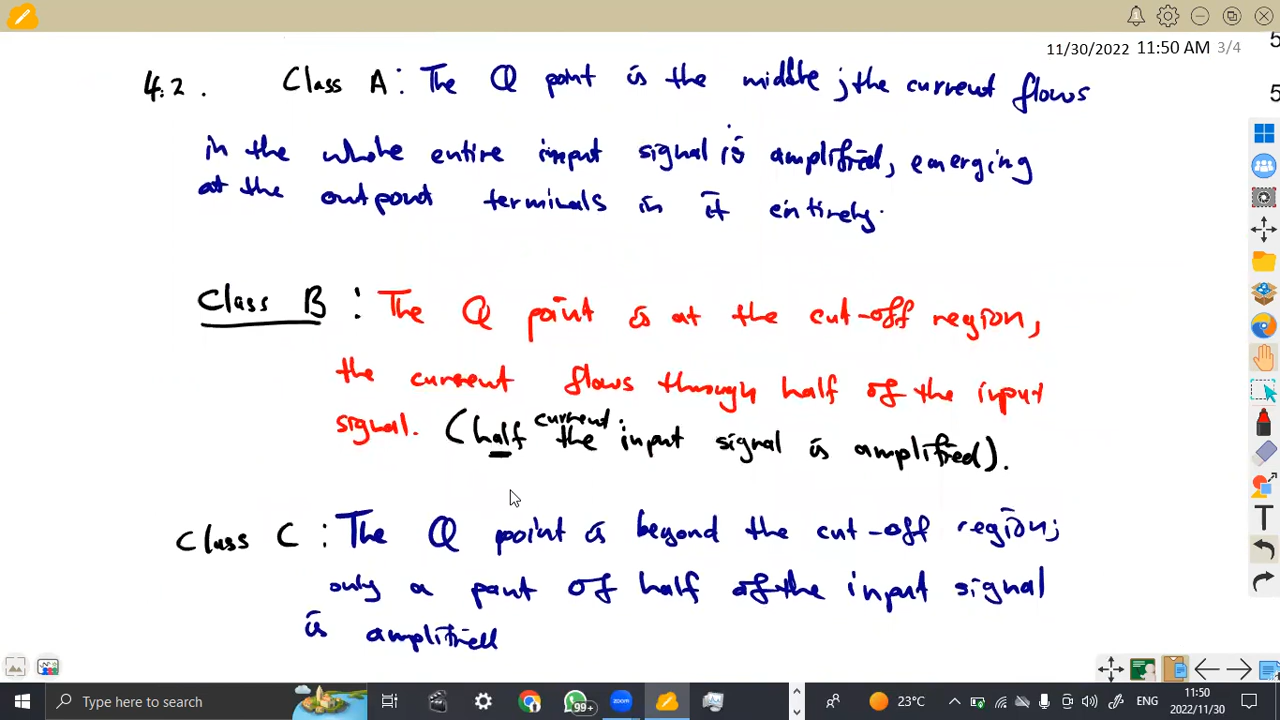 11/30/2022 11:50 AM 3/4
5
4.2. Class A: The Q point is the middle; the current flows
in the whole entire input signal is amplified, emerging
at the output terminals in it entirely.
5
Class B: The Q point is at the cut-off region,
the current flows through half of the input
signal. (half current the input signal is amplified).
Class C: The Q point is beyond the cut-off region;
only a part of half of the input signal
is amplified
T
Type here to search
99+
23°C
ENG
11:50
2022/11/30